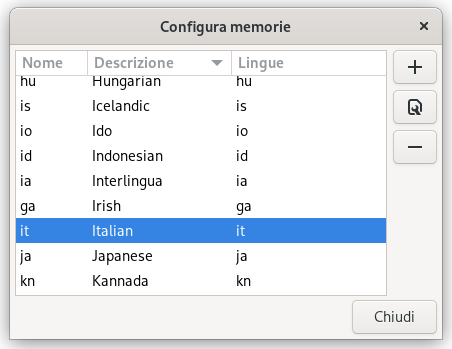 Configura memorie
Nome Descrizione Lingue
hu Hungarian hu
is Icelandic is
io Ido io
id Indonesian id
ia Interlingua ia
ga Irish ga
it Italian it
ja Japanese ja
kn Kannada kn
Chiudi